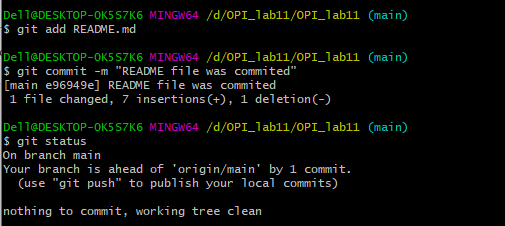 Dell@DESKTOP-OK5S7K6 MINGW64 /d/OPI_lab11/OPI_lab11 (main)
$ git add README.md
Dell@DESKTOP-OK5S7K6 MINGW64 /d/OPI_lab11/OPI_lab11 (main)
$ git commit -m "README file was commited"
[main e96949e] README file was commited
1 file changed, 7 insertions(+), 1 deletion(-)
Dell@DESKTOP-OK5S7K6 MINGW64 /d/OPI_lab11/OPI_lab11 (main)
$ git status
On branch main
Your branch is ahead of 'origin/main' by 1 commit.
(use "git push" to publish your local commits)
nothing to commit, working tree clean